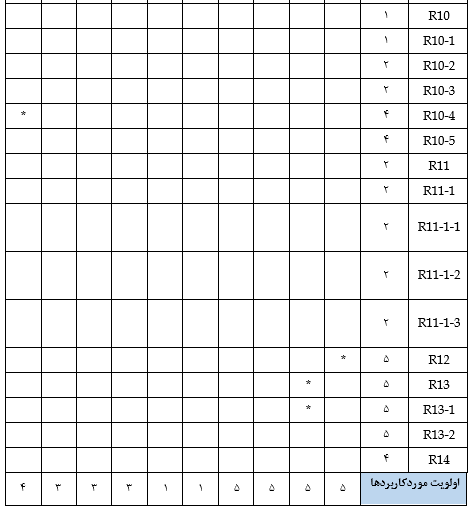 R10 ۱
R10-1 ۱
R10-2 ۲
R10-3 ۲
R10-4 ۴ *
R10-5 ۴
R11 ۲
R11-1 ۲
R11-1-1 ۲
R11-1-2 ۲
R11-1-3 ۲
R12 ۵ *
R13 ۵ *
R13-1 ۵ *
R13-2 ۵
R14 ۴
اولویت موردکاربردها ۵ ۵ ۵ ۵ ۱ ۱ ۳ ۳ ۳ ۴